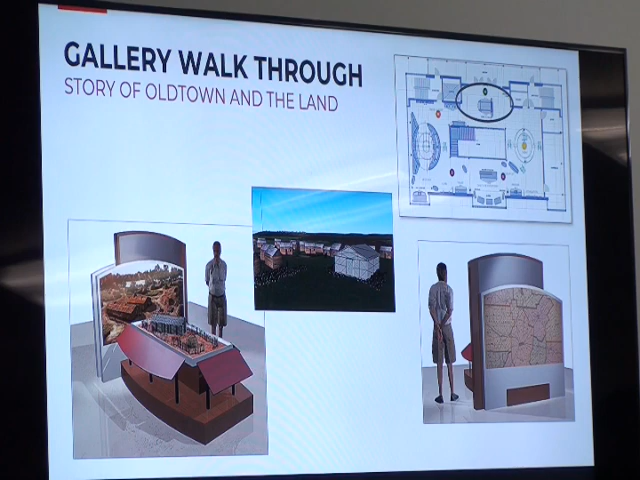 GALLERY WALK THROUGH
STORY OF OLDTOWN AND THE LAND